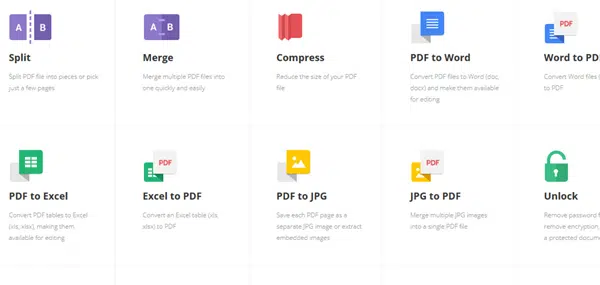 A B
A B
PDF
Split
Merge
Compress
PDF to Word
Word to PD
Split PDF file into pieces or pick
just a few pages
Merge multiple PDF files into
one quickly and easily
Reduce the size of your PDF
file
Convert PDF files to Word (doc,
docx) and make them available
for editing
Convert Word files (
to PDF
PDF
PDF
PDF to Excel
Excel to PDF
PDF to JPG
JPG to PDF
Unlock
Convert PDF tables to Excel
(xls, xlsx), making them
available for editing
Convert an Excel table (xls,
xlsx) to PDF
Save each PDF page as a
separate JPG image or extract
embedded images
Merge multiple JPG images
into a single PDF file
Remove password f
remove encryption,
a protected docum